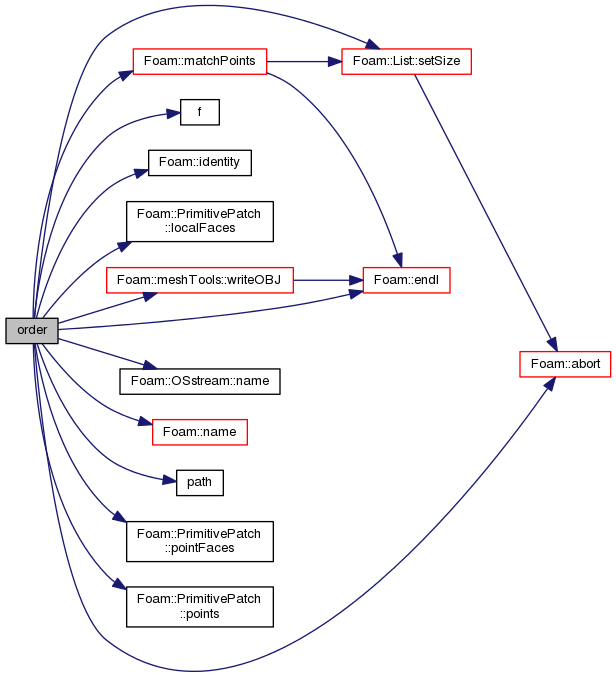 order
Foam::matchPoints
Foam::List::setSize
f
Foam::identity
Foam::PrimitivePatch
::localFaces
Foam::meshTools::writeOBJ
Foam::endl
Foam::abort
Foam::OSstream::name
Foam::name
path
Foam::PrimitivePatch
::pointFaces
Foam::PrimitivePatch
::points